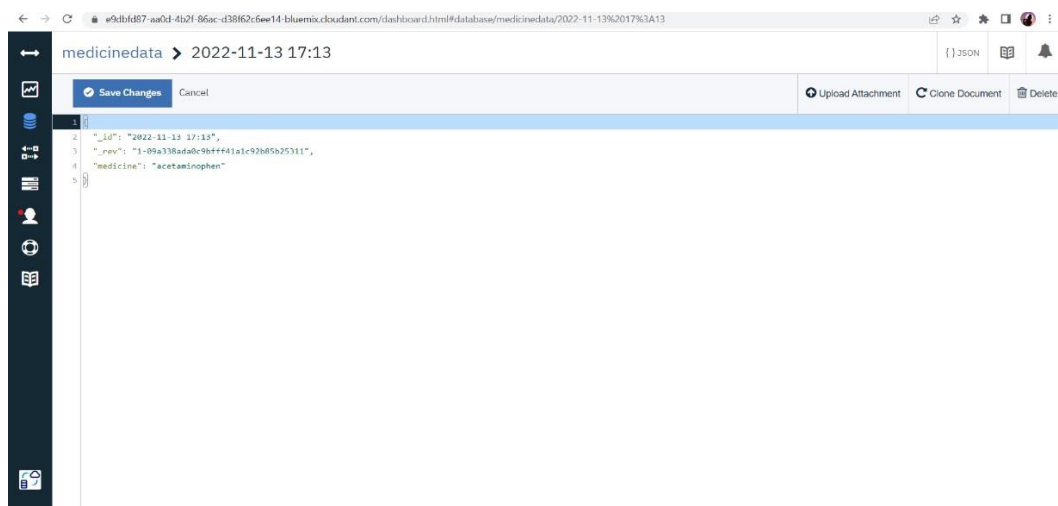 e9dbfd87-aa0d-4b2f-86ac-d38f62c6ee14-bluemix.cloudant.com/dashboard.html#database/medicinedata/2022-11-13%2017%3A13
medicinedata > 2022-11-13 17:13
{ } JSON
Save Changes Cancel
Upload Attachment Clone Document Delete
1 {
2 "_id": "2022-11-13 17:13",
3 "_rev": "1-09a338ada0c9bfff41a1c92b85b25311",
4 "medicine": "acetaminophen"
5 }